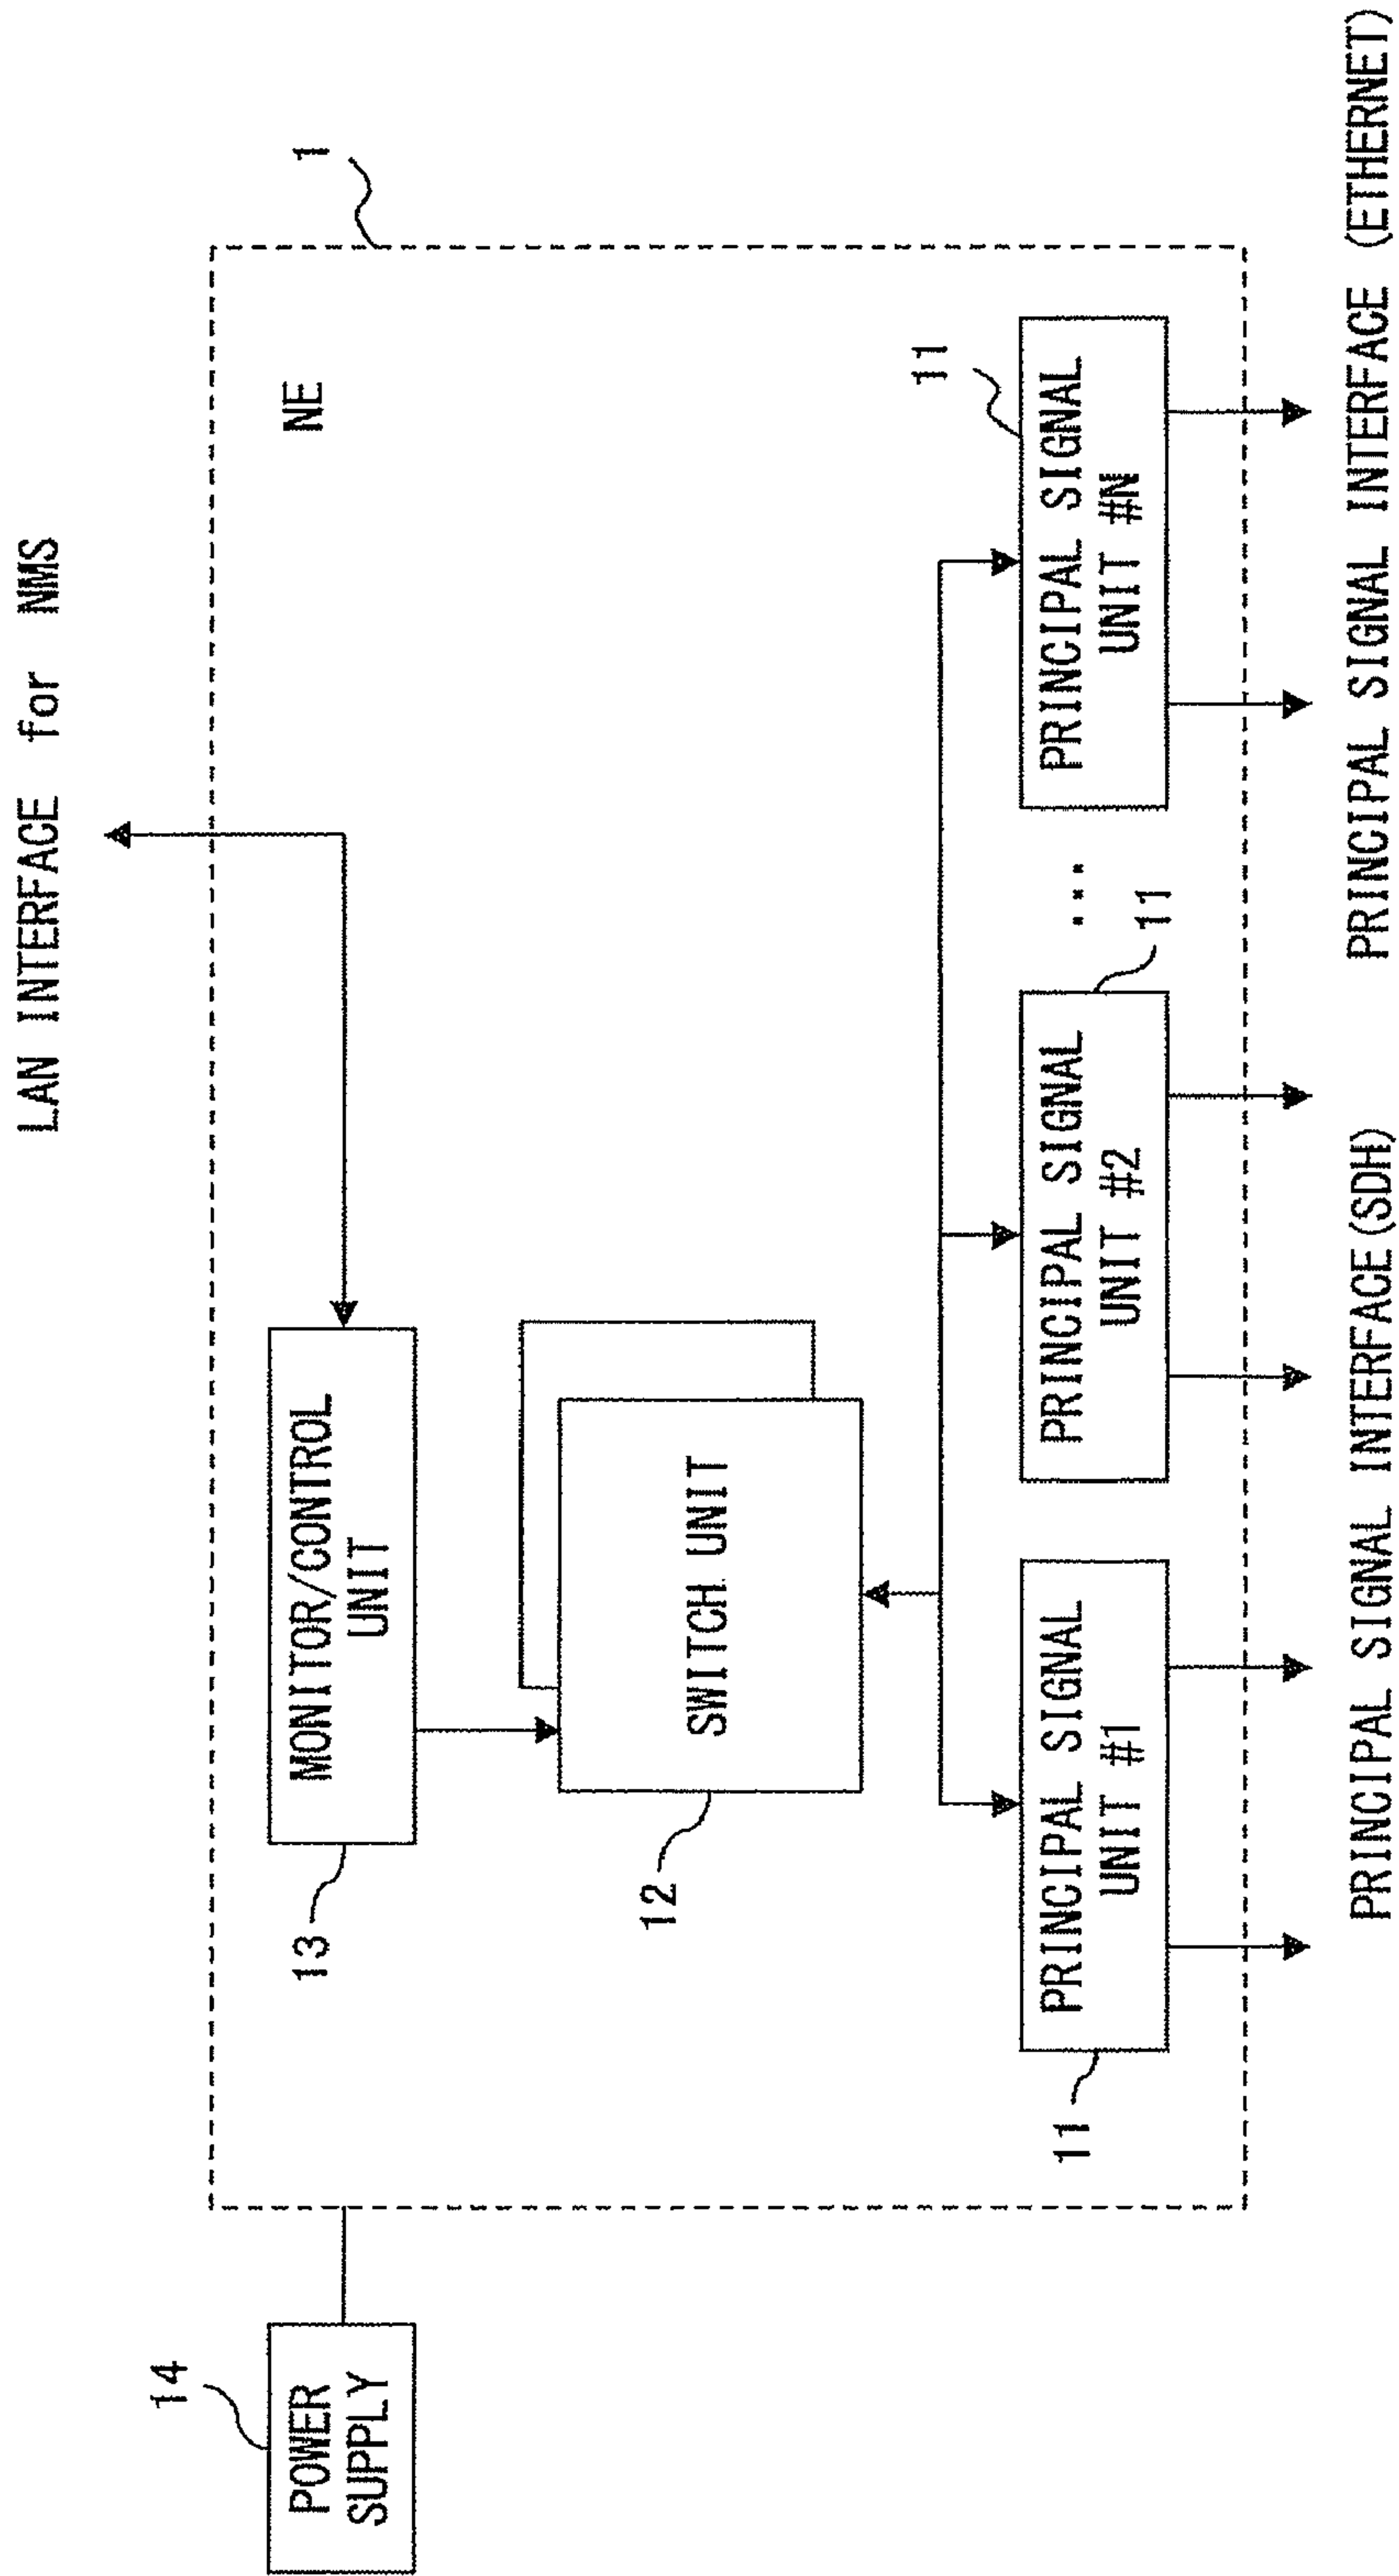 LAN INTERFACE for NMS
1
NE
14
POWER
SUPPLY
13
MONITOR/CONTROL
UNIT
12
SWITCH UNIT
11
PRINCIPAL SIGNAL
UNIT #1
PRINCIPAL SIGNAL
UNIT #2
11
...
11
PRINCIPAL SIGNAL
UNIT #N
PRINCIPAL SIGNAL INTERFACE(SDH)
PRINCIPAL SIGNAL INTERFACE (ETHERNET)